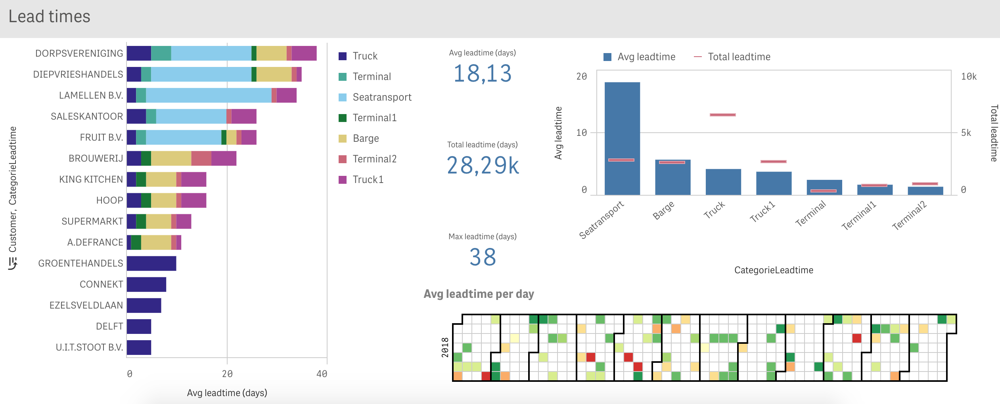 Lead times
Customer, CategorieLeadtime
DORPSVERENIGING
DIEPVRIESHANDELS
LAMELLEN B.V.
SALESKANTOOR
FRUIT B.V.
BROUWERIJ
KING KITCHEN
HOOP
SUPERMARKT
A.DEFRANCE
GROENTEHANDELS
CONNEKT
EZELSVELDLAAN
DELFT
U.I.T.STOOT B.V.
0 20 40
Avg leadtime (days)
Truck
Terminal
Seatransport
Terminal1
Barge
Terminal2
Truck1
Avg leadtime (days)
18,13
Total leadtime (days)
28,29k
Max leadtime (days)
38
Avg leadtime Total leadtime
Avg leadtime
20
10
0
10k
5k
0
Total leadtime
Seatransport
Barge
Truck
Truck1
Terminal
Terminal1
Terminal2
CategorieLeadtime
Avg leadtime per day
2018